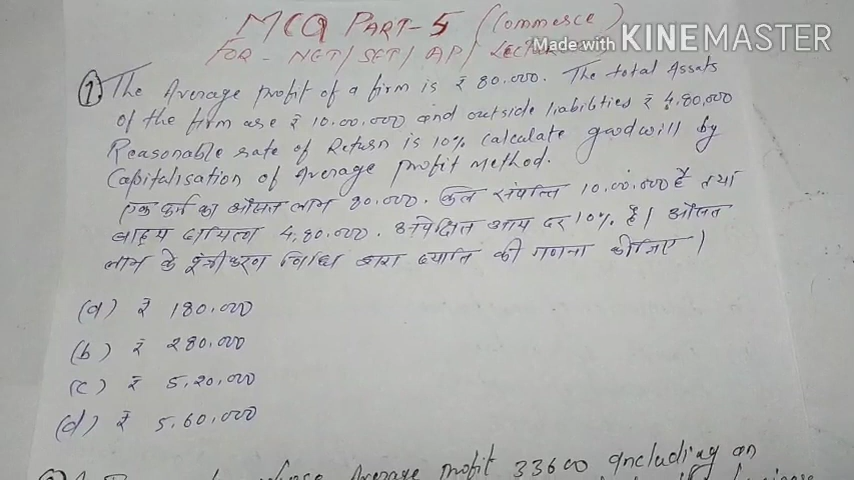 MCQ PART-5 (Commerce)
FOR - NET/ SET/ AP/ LECTURE
Made with KINEMASTER
1. The Average profit of a firm is ₹ 80,000. The total Assets
of the firm are ₹ 10,00,000 and outside liabilities ₹ 4,80,000
Reasonable rate of Return is 10% Calculate goodwill by
Capitalisation of Average profit Method.
एक फर्म का औसत लाभ 80,000. कुल संपत्ति 10,00,000 है तथा
बाह्य दायित्व 4,80,000. अपेक्षित आय दर 10% है। औसत
लाभ के पूंजीकरण विधि द्वारा ख्याति की गणना कीजिए।
(a) ₹ 180,000
(b) ₹ 280,000
(c) ₹ 5,20,000
(d) ₹ 5,60,000
Average profit 33600 including an